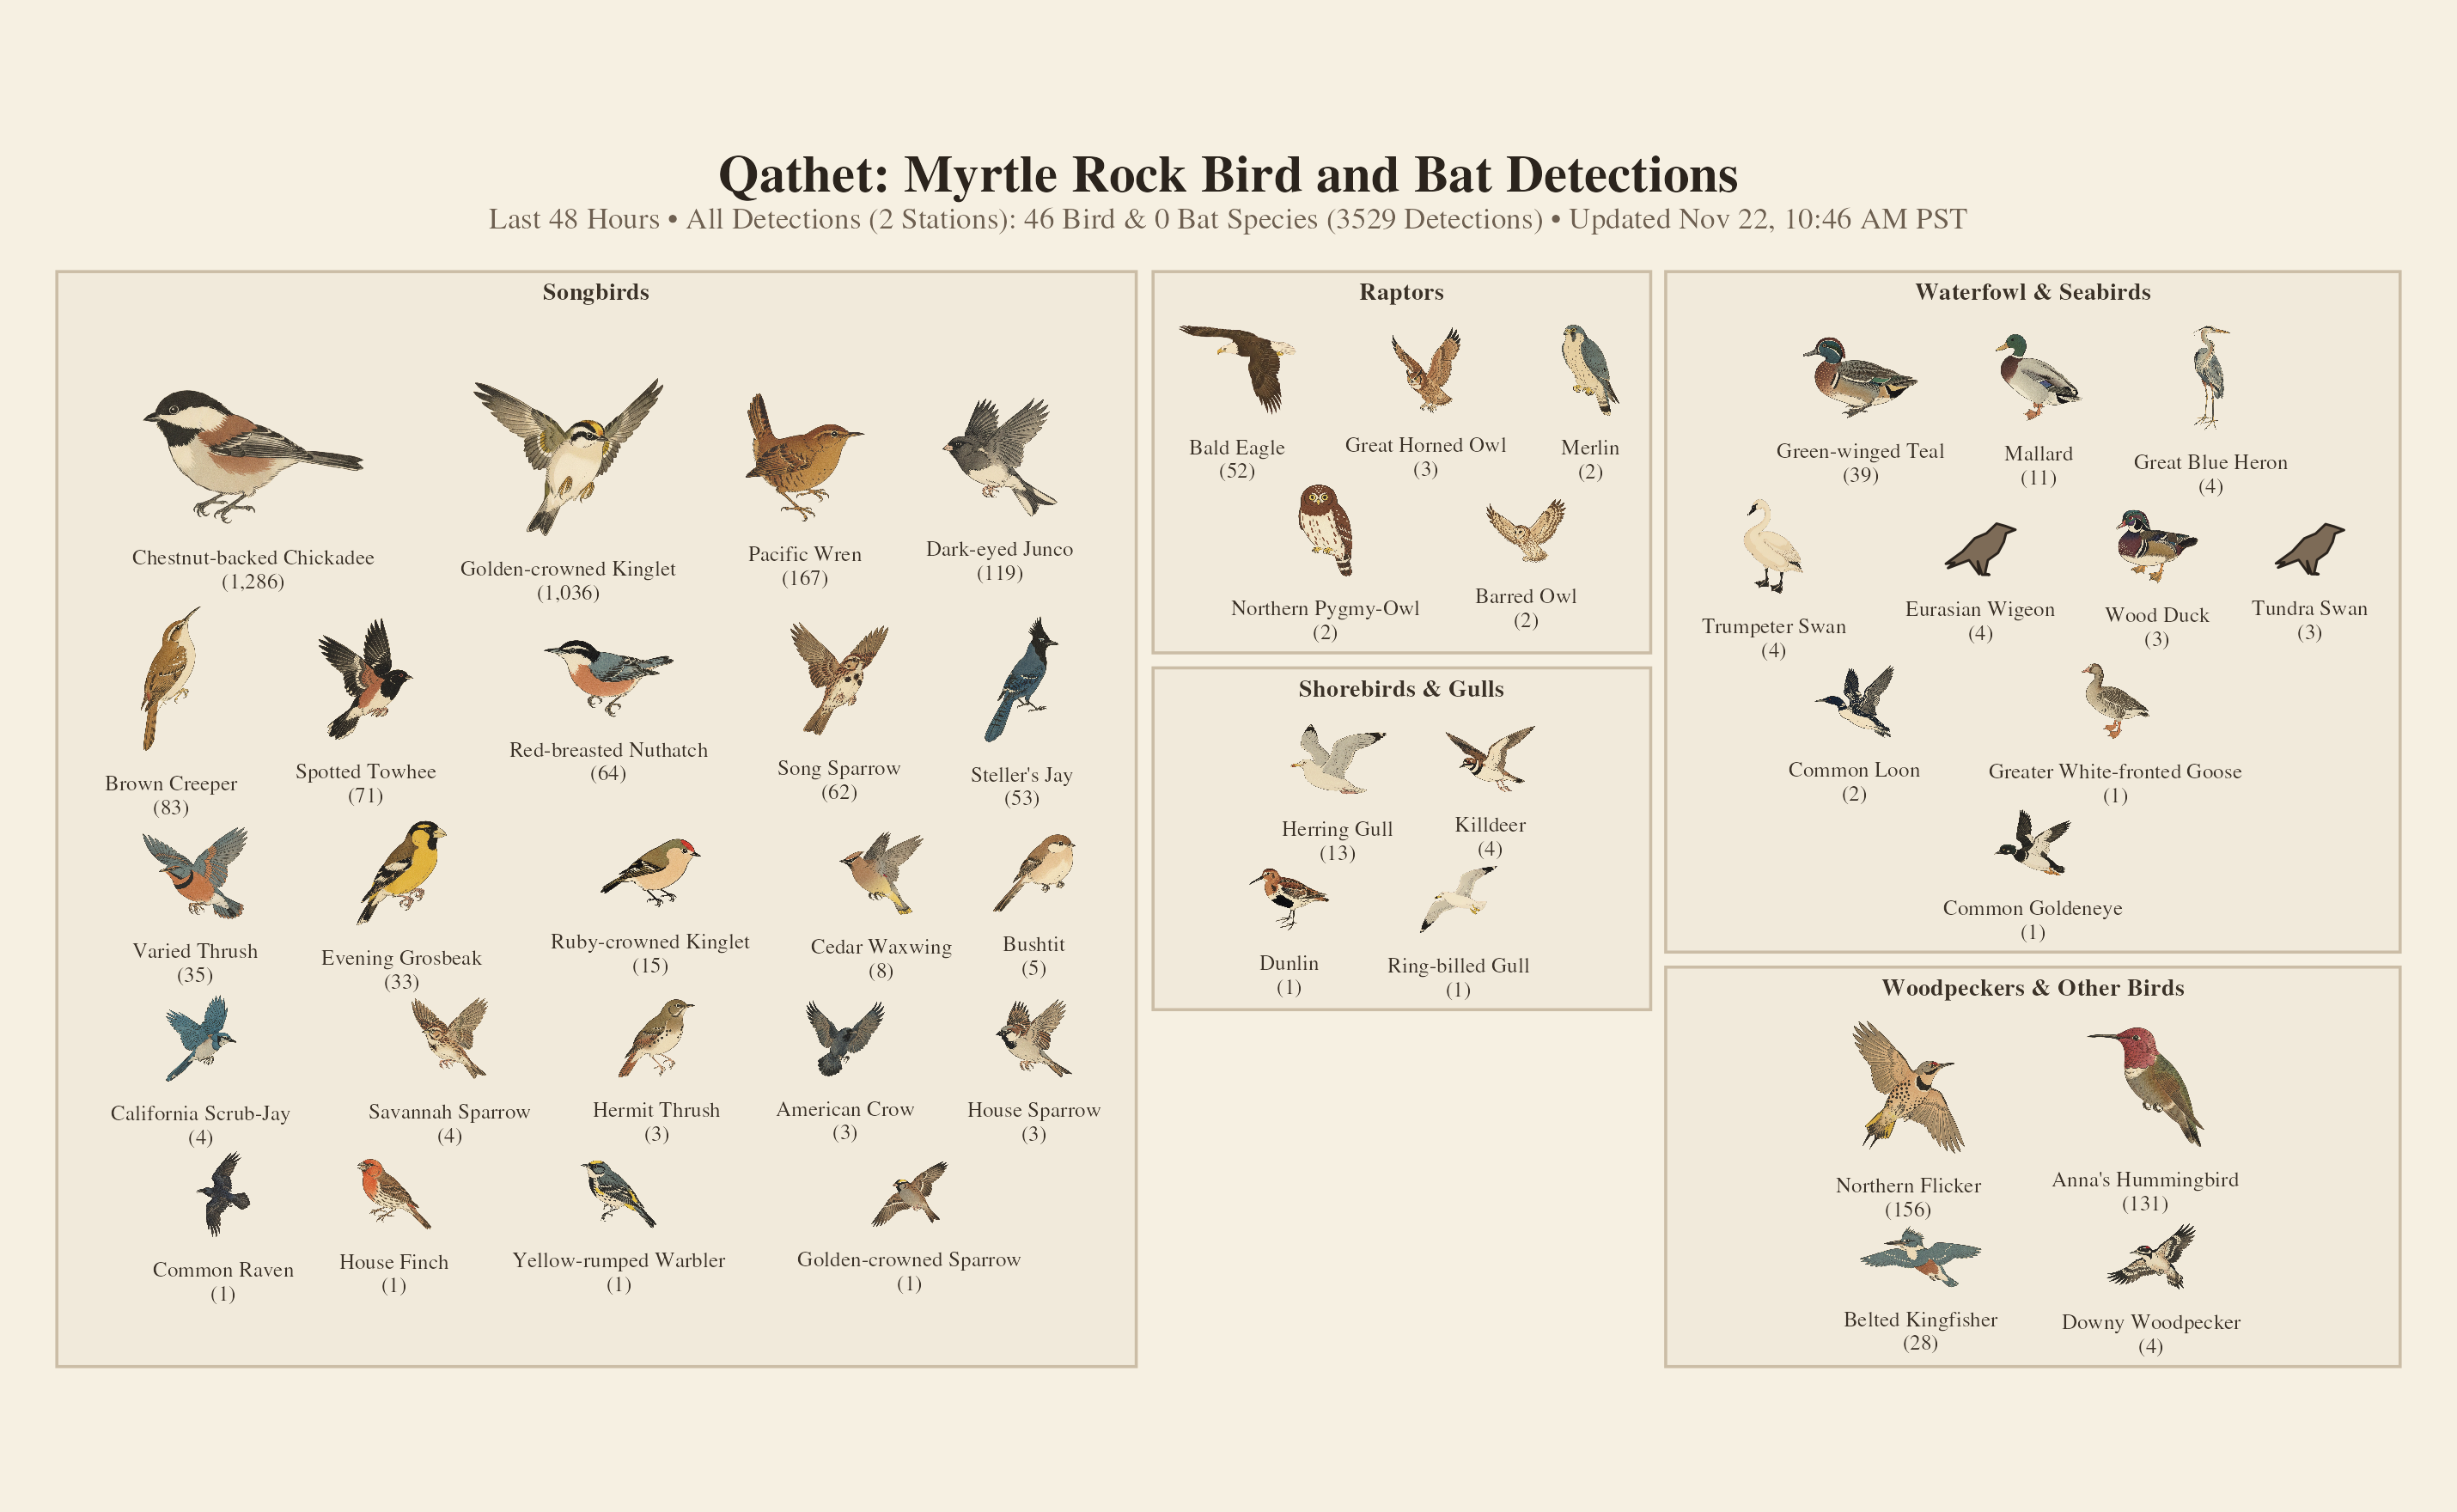 Qathet: Myrtle Rock Bird and Bat Detections
Last 48 Hours • All Detections (2 Stations): 46 Bird & 0 Bat Species (3529 Detections) • Updated Nov 22, 10:46 AM PST
Songbirds
Chestnut-backed Chickadee
(1,286)
Golden-crowned Kinglet
(1,036)
Pacific Wren
(167)
Dark-eyed Junco
(119)
Brown Creeper
(83)
Spotted Towhee
(71)
Red-breasted Nuthatch
(64)
Song Sparrow
(62)
Steller's Jay
(53)
Varied Thrush
(35)
Evening Grosbeak
(33)
Ruby-crowned Kinglet
(15)
Cedar Waxwing
(8)
Bushtit
(5)
California Scrub-Jay
(4)
Savannah Sparrow
(4)
Hermit Thrush
(3)
American Crow
(3)
House Sparrow
(3)
Common Raven
(1)
House Finch
(1)
Yellow-rumped Warbler
(1)
Golden-crowned Sparrow
(1)
Raptors
Bald Eagle
(52)
Great Horned Owl
(3)
Merlin
(2)
Northern Pygmy-Owl
(2)
Barred Owl
(2)
Shorebirds & Gulls
Herring Gull
(13)
Killdeer
(4)
Dunlin
(1)
Ring-billed Gull
(1)
Waterfowl & Seabirds
Green-winged Teal
(39)
Mallard
(11)
Great Blue Heron
(4)
Trumpeter Swan
(4)
Eurasian Wigeon
(4)
Wood Duck
(3)
Tundra Swan
(3)
Common Loon
(2)
Greater White-fronted Goose
(1)
Common Goldeneye
(1)
Woodpeckers & Other Birds
Northern Flicker
(156)
Anna's Hummingbird
(131)
Belted Kingfisher
(28)
Downy Woodpecker
(4)